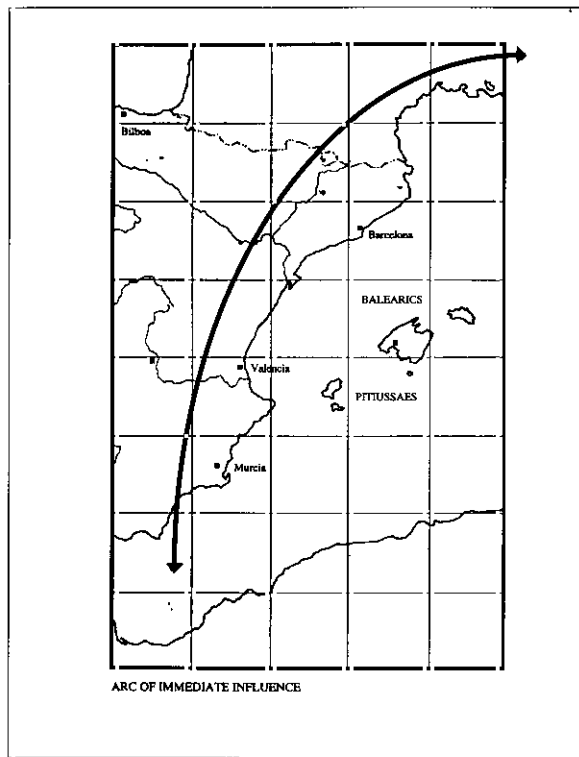 Bilboa
Barcelona
BALEARICS
Valencia
PITIUSSAES
Murcia
ARC OF IMMEDIATE INFLUENCE